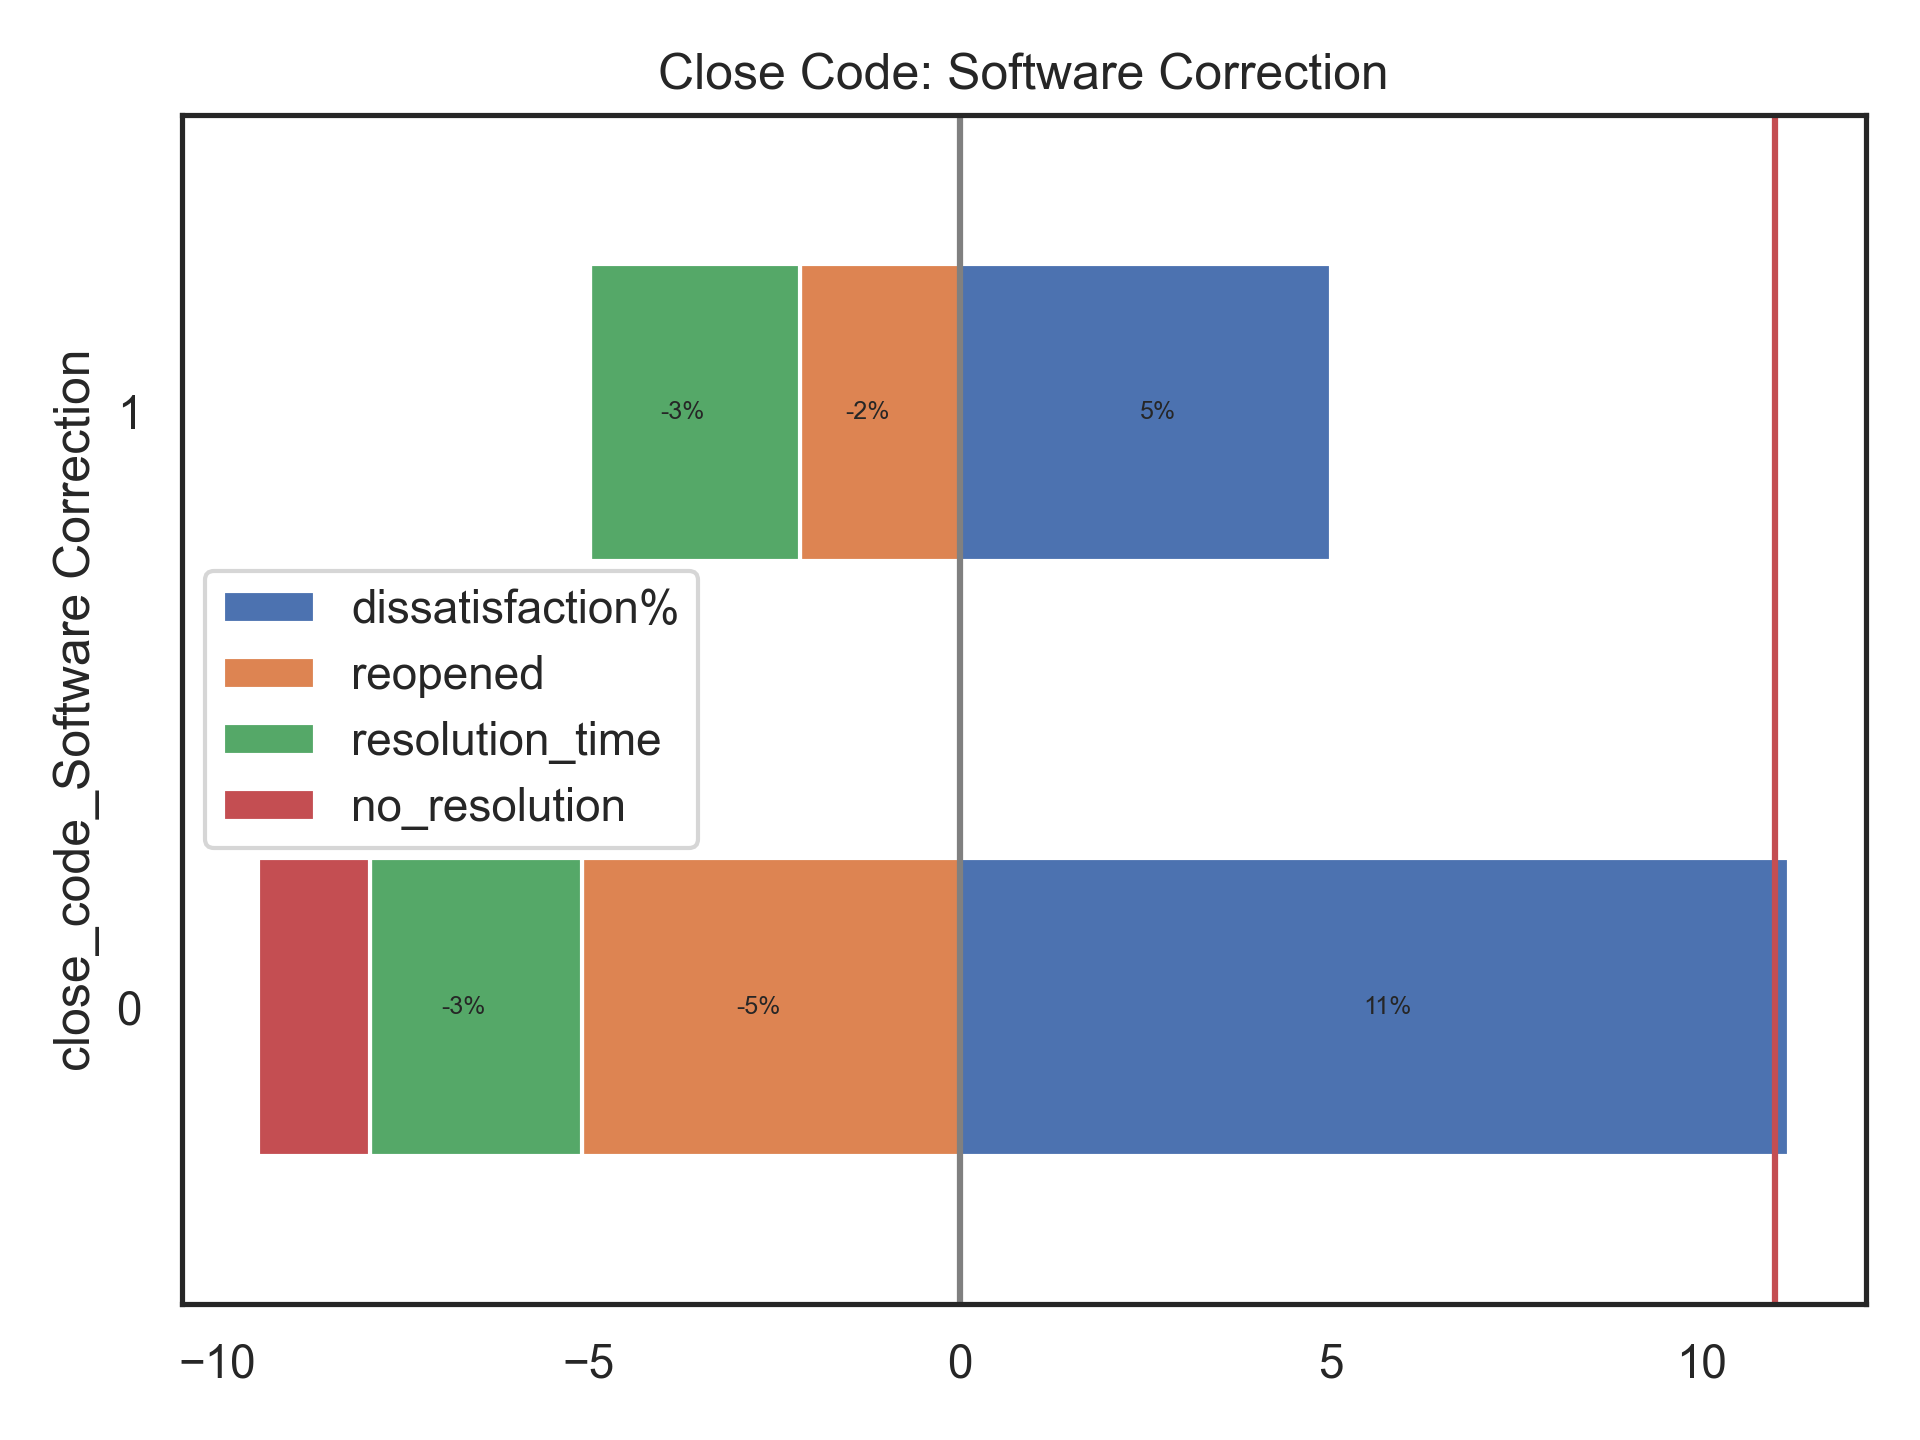 Close Code: Software Correction
close_code_Software Correction
1
-3%
-2%
5%
dissatisfaction%
reopened
resolution_time
no_resolution
0
-3%
-5%
11%
−10
−5
0
5
10